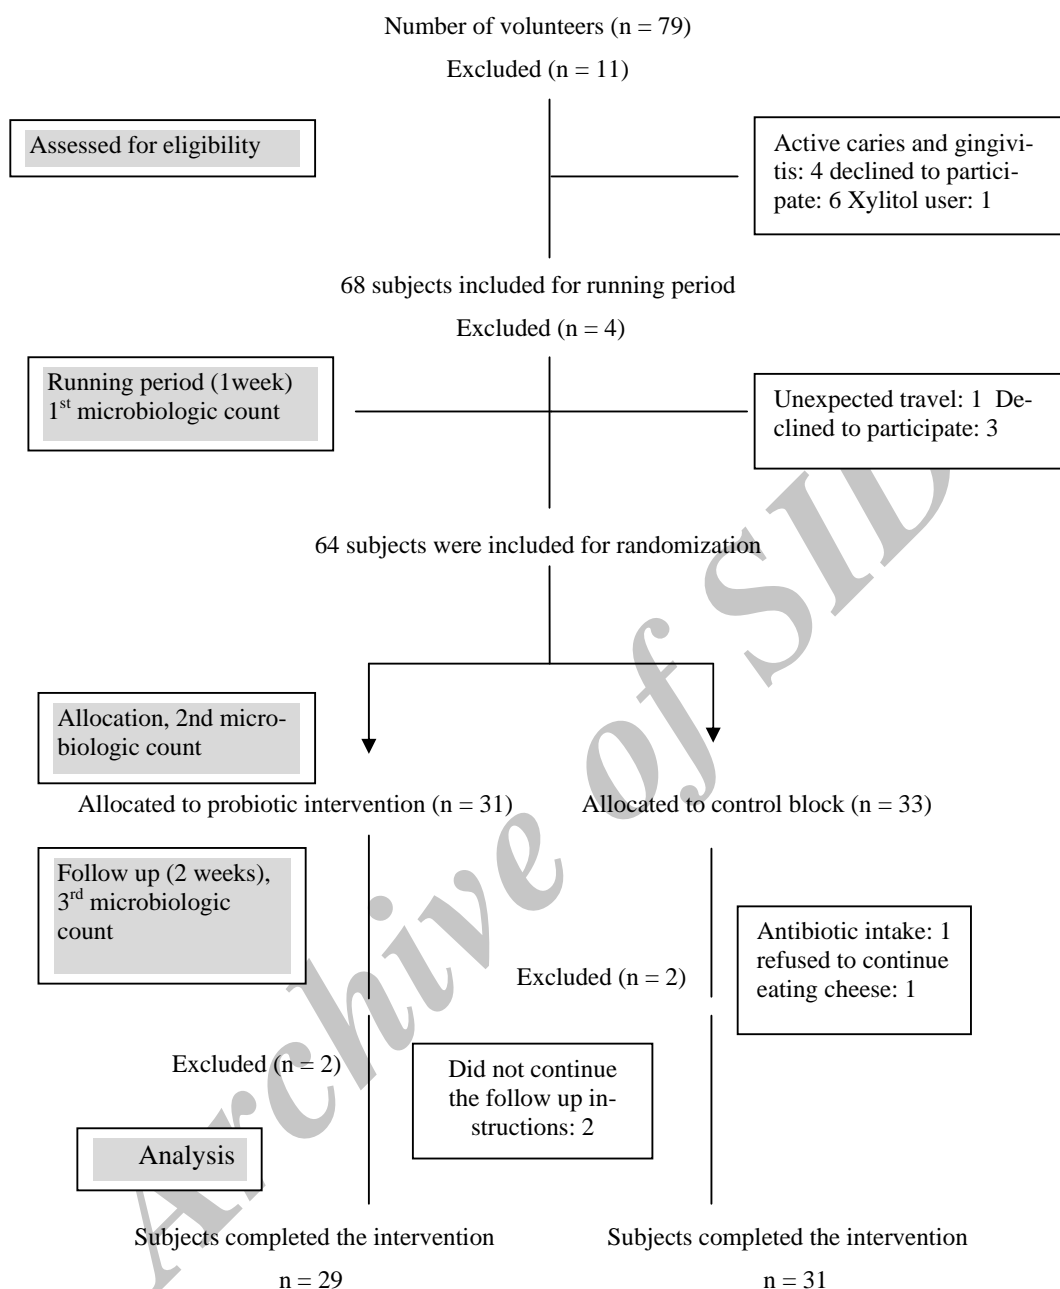 Number of volunteers (n = 79)
Excluded (n = 11)
Assessed for eligibility
Active caries and gingivi-
tis: 4 declined to partici-
pate: 6 Xylitol user: 1
68 subjects included for running period
Excluded (n = 4)
Running period (1week)
1st microbiologic count
Unexpected travel: 1 De-
clined to participate: 3
64 subjects were included for randomization
Allocation, 2nd micro-
biologic count
Allocated to probiotic intervention (n = 31)
Allocated to control block (n = 33)
Follow up (2 weeks),
3rd microbiologic
count
Antibiotic intake: 1
refused to continue
eating cheese: 1
Excluded (n = 2)
Excluded (n = 2)
Did not continue
the follow up in-
structions: 2
Analysis
Subjects completed the intervention
n = 29
Subjects completed the intervention
n = 31
Archive of SID